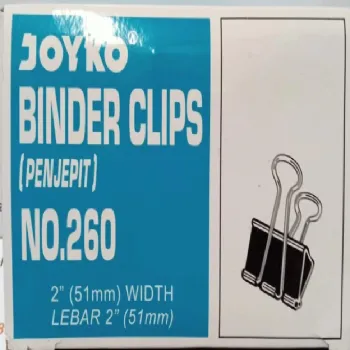 JOYKO
BINDER CLIPS
(PENJEPIT)
NO.260
2" (51mm) WIDTH
LEBAR 2" (51mm)